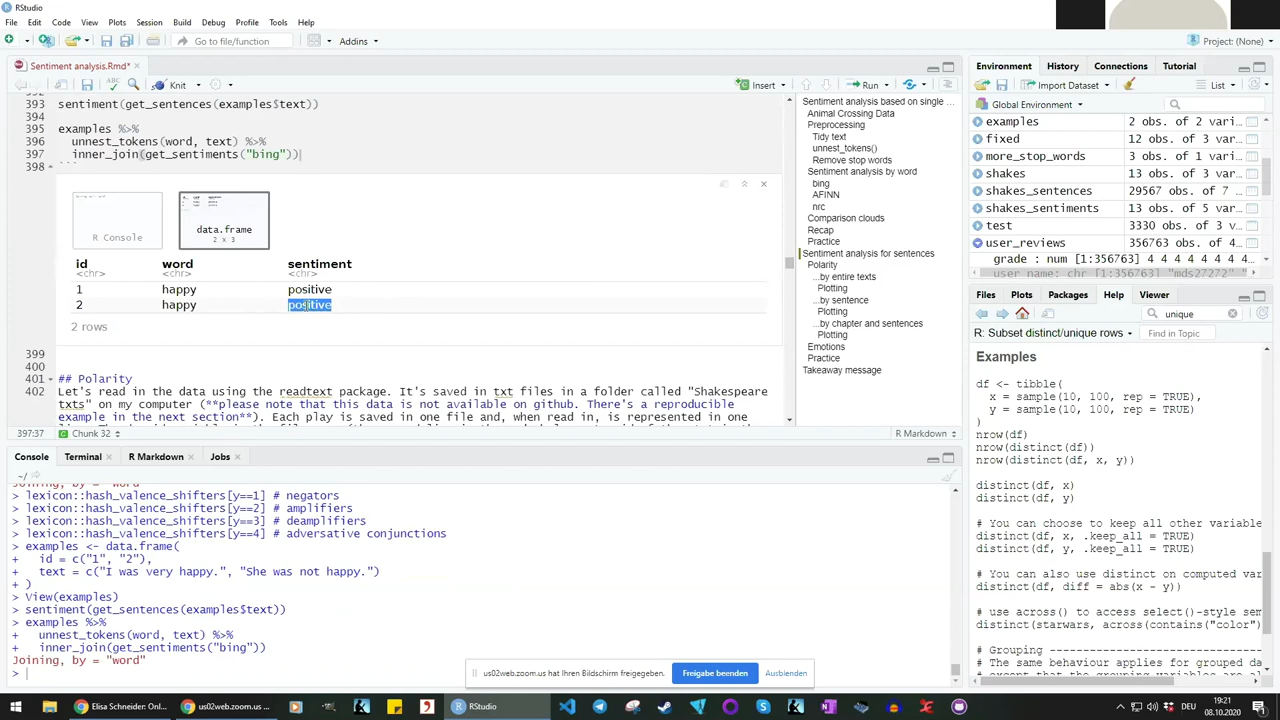 RStudio
File Edit Code View Plots Session Build Debug Profile Tools Help
Go to file/function
Addins
Project: (None)
Sentiment analysis.Rmd*
ABC
Knit
Insert
Run
393 sentiment(get_sentences(examples$text))
394
395 examples %>%
396 unnest_tokens(word, text) %>%
397 inner_join(get_sentiments("bing"))
398 ```
R Console
data.frame
2 x 3
id word sentiment
<chr> <chr> <chr>
1 happy positive
2 happy positive
2 rows
399
400
401 ## Polarity
402 Let's read in the data using the readtext package. It's saved in txt files in a folder called "Shakespeare
txts" on my computer (**please note that this data is not available on github. There's a reproducible
example in the next section**). Each play is saved in one file and, when read in, is represented in one
397:37 Chunk 32 R Markdown
Sentiment analysis based on single ...
Animal Crossing Data
Preprocessing
Tidy text
unnest_tokens()
Remove stop words
Sentiment analysis by word
bing
AFINN
nrc
Comparison clouds
Recap
Practice
Sentiment analysis for sentences
Polarity
...by entire texts
Plotting
...by sentence
Plotting
...by chapter and sentences
Plotting
Emotions
Practice
Takeaway message
Console Terminal R Markdown Jobs
~/
Joining, by = "word"
> lexicon::hash_valence_shifters[y==1] # negators
> lexicon::hash_valence_shifters[y==2] # amplifiers
> lexicon::hash_valence_shifters[y==3] # deamplifiers
> lexicon::hash_valence_shifters[y==4] # adversative conjunctions
> examples <- data.frame(
+ id = c("1", "2"),
+ text = c("I was very happy.", "She was not happy.")
+ )
> View(examples)
> sentiment(get_sentences(examples$text))
> examples %>%
+ unnest_tokens(word, text) %>%
+ inner_join(get_sentiments("bing"))
Joining, by = "word"
>
Environment History Connections Tutorial
Import Dataset List
Global Environment
examples 2 obs. of 2 vari...
fixed 12 obs. of 3 var...
more_stop_words 3 obs. of 1 vari...
shakes 13 obs. of 3 var...
shakes_sentences 29567 obs. of 7 ...
shakes_sentiments 13 obs. of 5 var...
test 3330 obs. of 3 v...
user_reviews 356763 obs. of 4...
grade : num [1:356763] 4 4 4 4 4 4 4 4...
user name: chr [1:356763] "mds27272" "
Files Plots Packages Help Viewer
unique
R: Subset distinct/unique rows Find in Topic
Examples
df <- tibble(
x = sample(10, 100, rep = TRUE),
y = sample(10, 100, rep = TRUE)
)
nrow(df)
nrow(distinct(df))
nrow(distinct(df, x, y))
distinct(df, x)
distinct(df, y)
# You can choose to keep all other variable
distinct(df, x, .keep_all = TRUE)
distinct(df, y, .keep_all = TRUE)
# You can also use distinct on computed var
distinct(df, diff = abs(x - y))
# use across() to access select()-style sem
distinct(starwars, across(contains("color")
# Grouping ----------------------------------
# The same behaviour applies for grouped da
# except that the grouping variables are al
us02web.zoom.us hat Ihren Bildschirm freigegeben. Freigabe beenden Ausblenden
Elisa Schneider: Onl... us02web.zoom.us ... RStudio DEU 19:21
08.10.2020